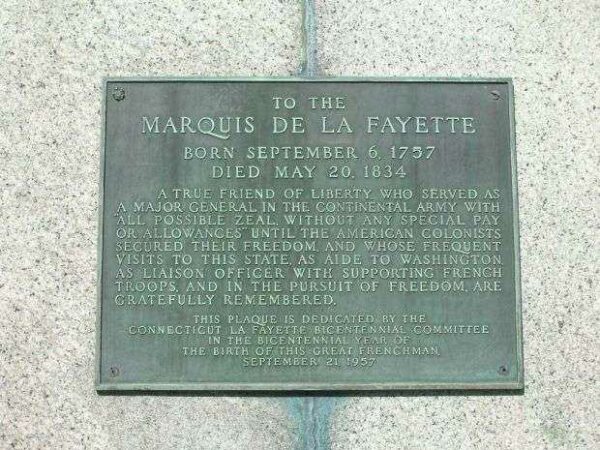 TO THE
MARQUIS DE LA FAYETTE
BORN SEPTEMBER 6, 1757
DIED MAY 20, 1834
A TRUE FRIEND OF LIBERTY, WHO SERVED AS
A MAJOR GENERAL IN THE CONTINENTAL ARMY WITH
"ALL POSSIBLE ZEAL, WITHOUT ANY SPECIAL PAY
OR ALLOWANCES" UNTIL THE AMERICAN COLONISTS
SECURED THEIR FREEDOM AND WHOSE FREQUENT
VISITS TO THIS STATE, AS AIDE TO WASHINGTON
AS LIAISON OFFICER WITH SUPPORTING FRENCH
TROOPS, AND IN THE PURSUIT OF FREEDOM, ARE
GRATEFULLY REMEMBERED.
THIS PLAQUE IS DEDICATED BY THE
CONNECTICUT LA FAYETTE BICENTENNIAL COMMITTEE
IN THE BICENTENNIAL YEAR OF
THE BIRTH OF THIS GREAT FRENCHMAN,
SEPTEMBER 21 1957